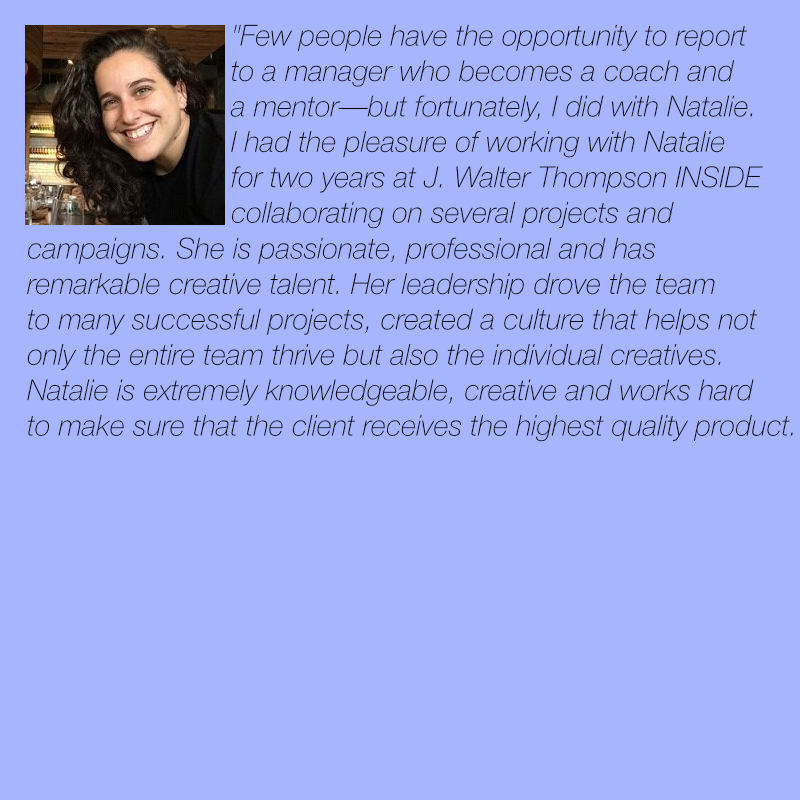 "Few people have the opportunity to report
to a manager who becomes a coach and
a mentor—but fortunately, I did with Natalie.
I had the pleasure of working with Natalie
for two years at J. Walter Thompson INSIDE
collaborating on several projects and
campaigns. She is passionate, professional and has
remarkable creative talent. Her leadership drove the team
to many successful projects, created a culture that helps not
only the entire team thrive but also the individual creatives.
Natalie is extremely knowledgeable, creative and works hard
to make sure that the client receives the highest quality product.